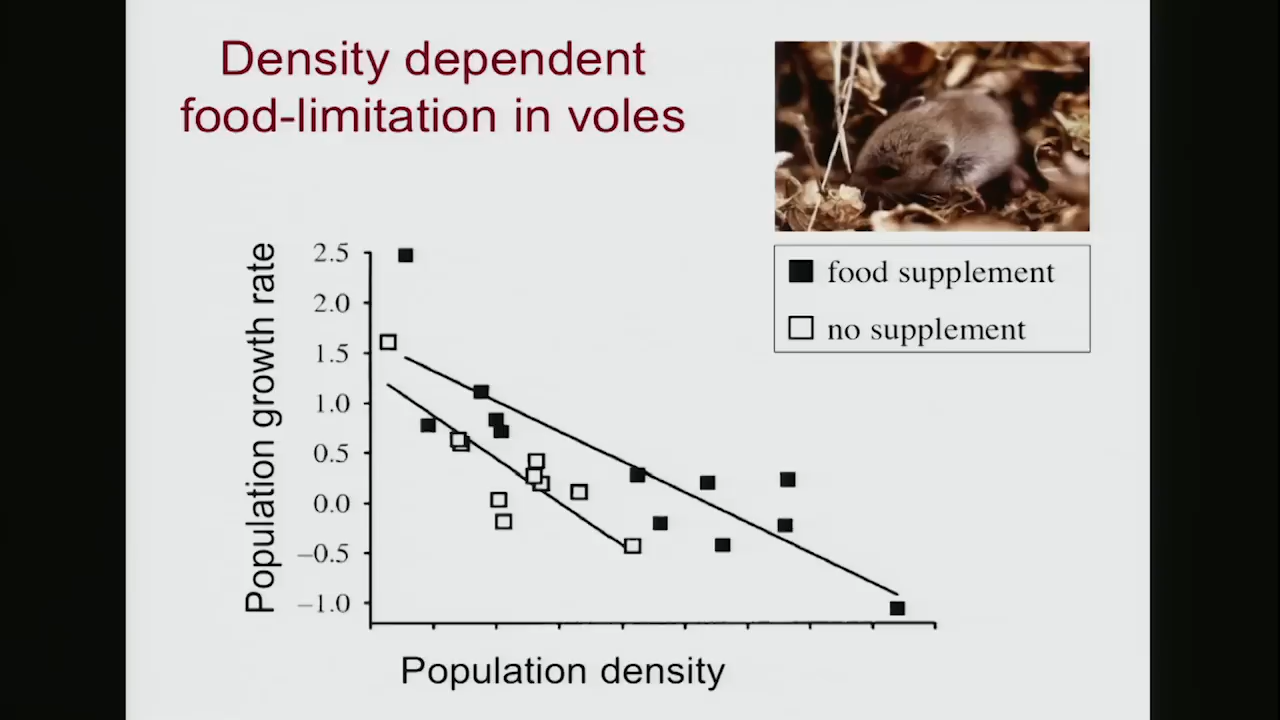 Density dependent
food-limitation in voles
food supplement
no supplement
Population growth rate
2.5
2.0
1.5
1.0
0.5
0.0
–0.5
–1.0
Population density